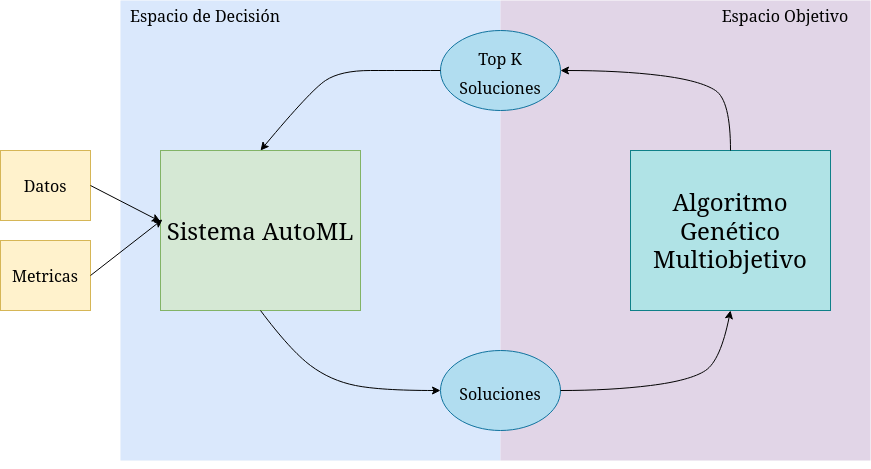 Espacio de Decisión
Espacio Objetivo
Top K
Soluciones
Datos
Metricas
Sistema AutoML
Algoritmo
Genético
Multiobjetivo
Soluciones